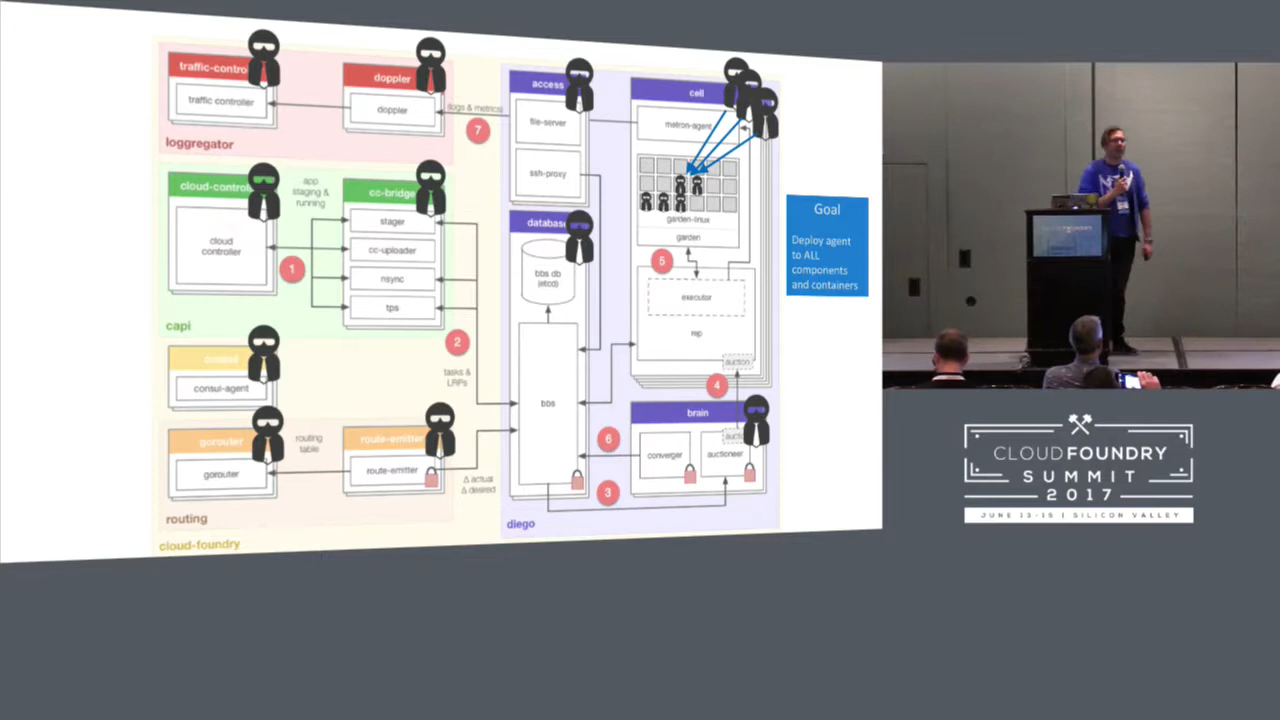 traffic-contro
traffic controller
doppler
doppler
logs & metrics
7
loggregator
cloud-control
cloud
controller
app
staging &
running
1
cc-bridge
stager
cc-uploader
nsync
tps
capi
2
tasks &
LRPs
consul-agent
gorouter
gorouter
routing
table
route-emitter
route-emitter
Δ actual
Δ desired
routing
cloud-foundry
access
file-server
ssh-proxy
database
bbs db
(etcd)
bbs
diego
cell
metron-agent
garden-linux
garden
5
executor
rep
auction
4
brain
converger
auctioneer
6
3
Goal
Deploy agent
to ALL
components
and containers
CLOUD FOUNDRY
SUMMIT
2017
JUNE 13-15 | SILICON VALLEY